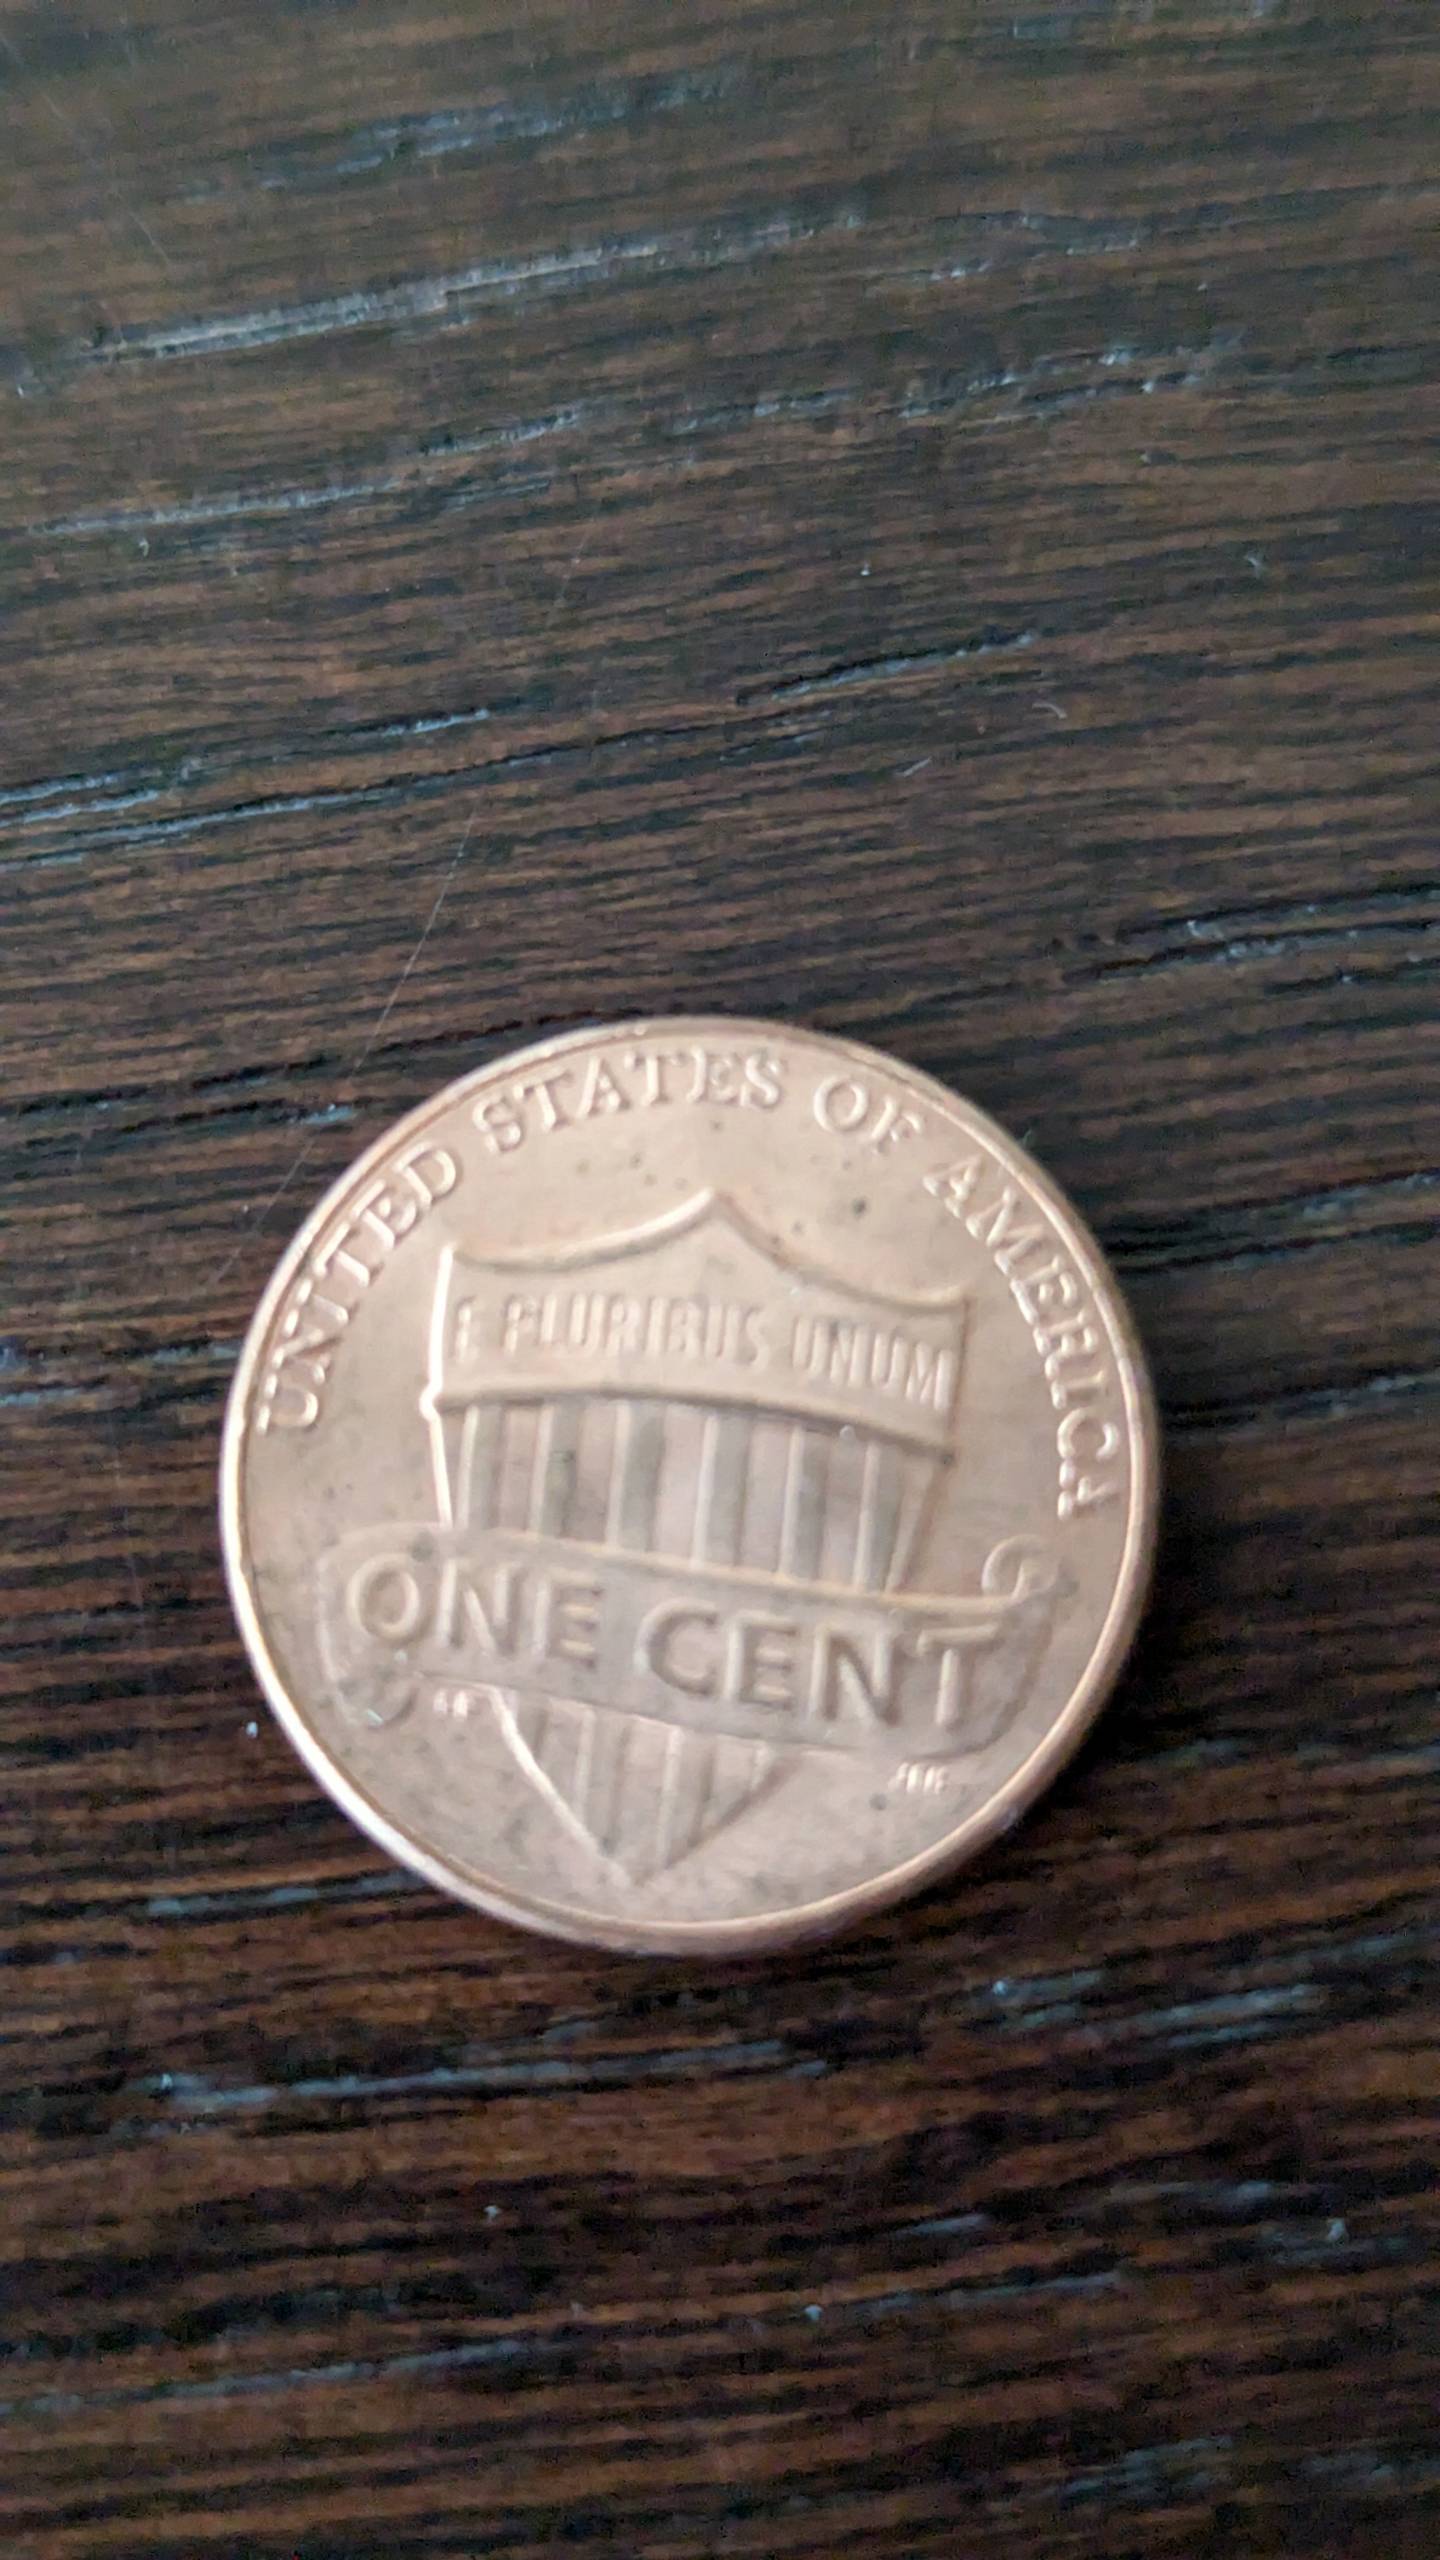 UNITED STATES OF AMERICA
E PLURIBUS UNUM
ONE CENT